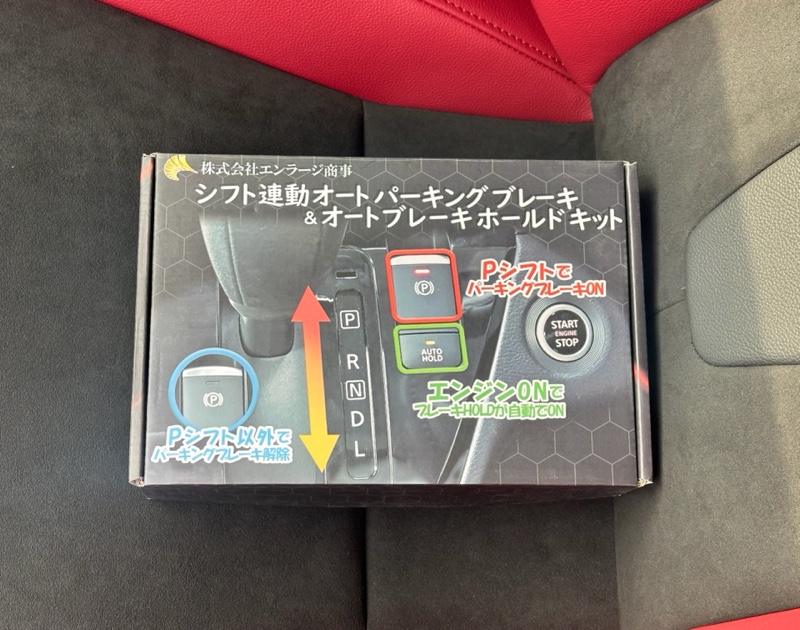 株式会社エンラージ商事
シフト連動オートパーキングブレーキ
&オートブレーキホールドキット
Pシフトで
パーキングブレーキON
P
START
ENGINE
STOP
AUTO
HOLD
P
R
N
D
L
エンジンONで
ブレーキHOLDが自動でON
P
Pシフト以外で
パーキングブレーキ解除